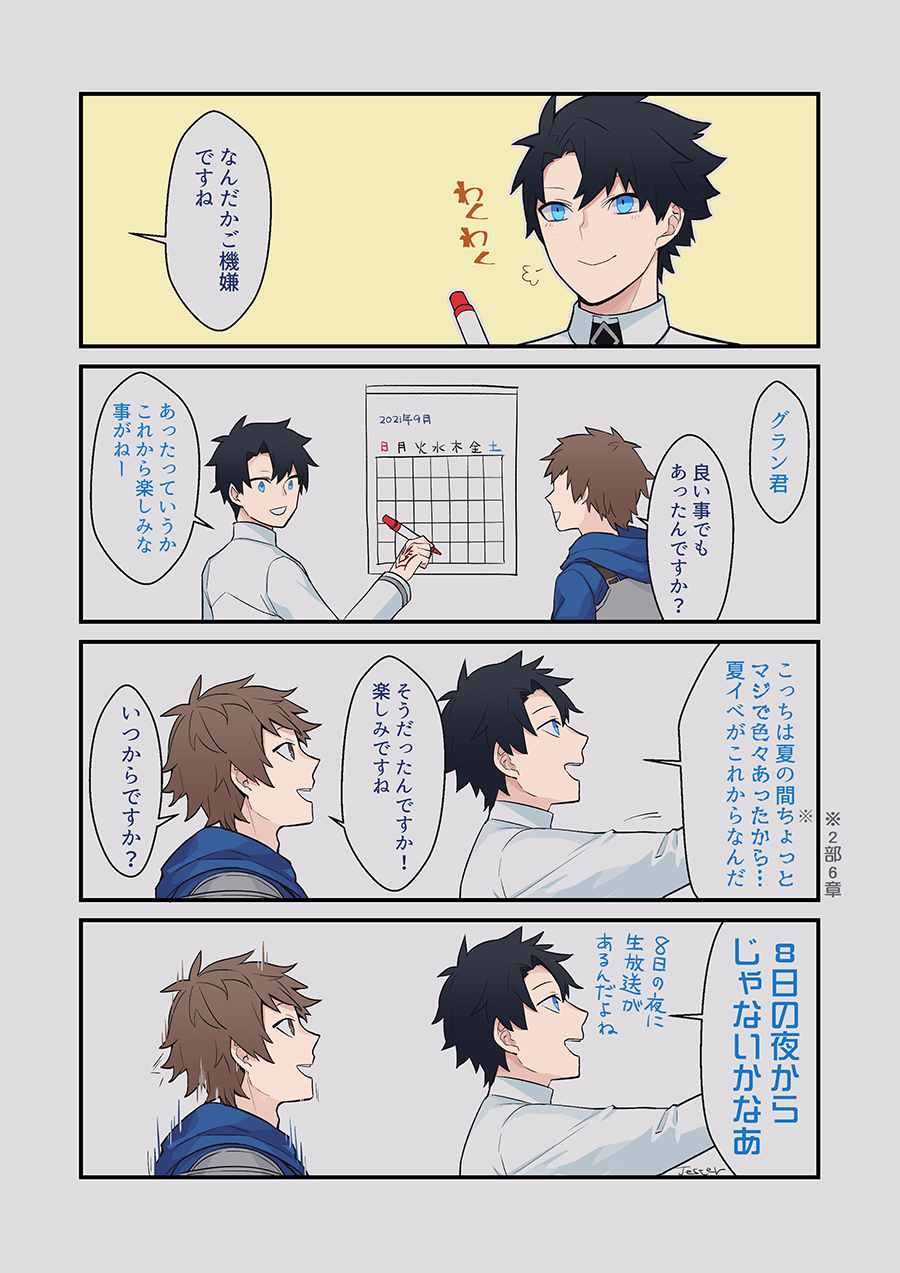 わくわく
なんだかご機嫌
ですね
グラン君
良い事でも
あったんですか?
2021年9月
日 月 火 水 木 金 土
あったっていうか
これから楽しみな
事がねー
こっちは夏の間ちょっと
マジで色々あったから…
※
夏イベがこれからなんだ
※2部6章
そうだったんですか!
楽しみですね
いつからですか?
8日の夜から
じゃないかなあ
8日の夜に
生放送が
あるんだよね
Jester